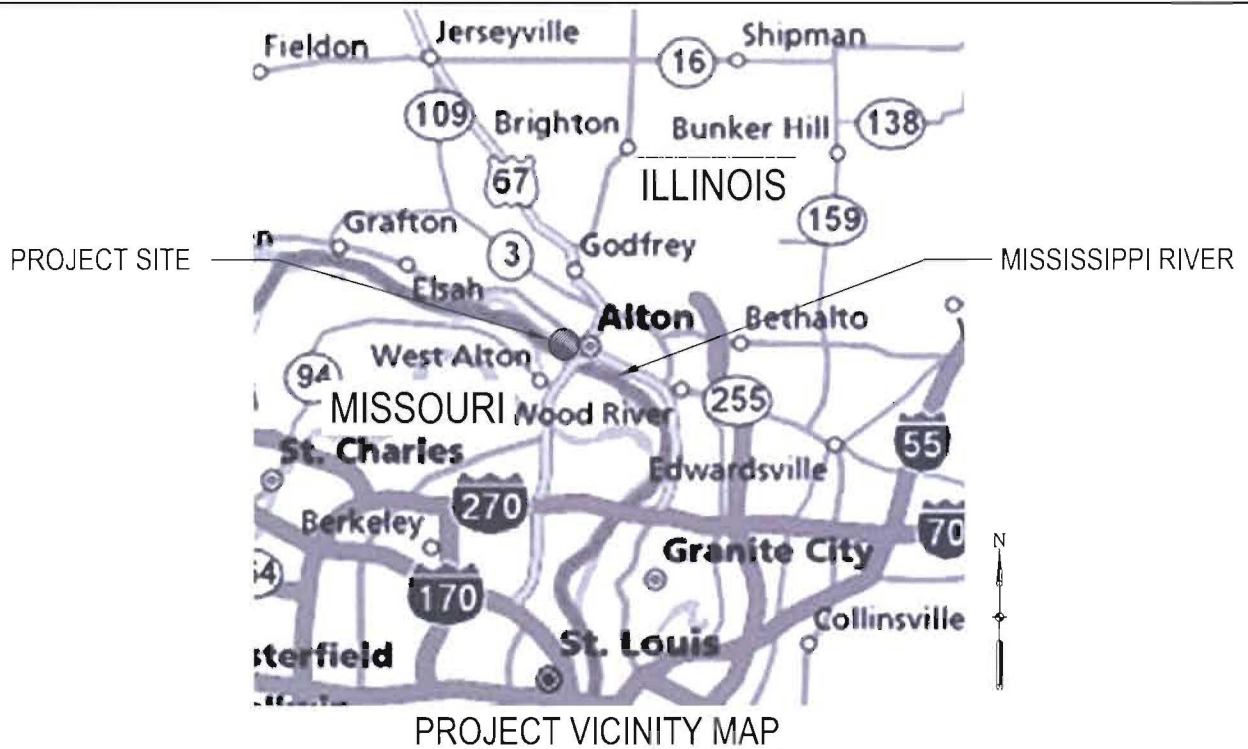 Fieldon
Jerseyville
Shipman
16
109
Brighton
Bunker Hill
138
67
ILLINOIS
159
Grafton
Godfrey
3
PROJECT SITE
MISSISSIPPI RIVER
Elsah
Alton
Bethalto
West Alton
94
MISSOURI
Wood River
255
55
St. Charles
Edwardsville
270
Berkeley
70
Granite City
N
170
Collinsville
St. Louis
sterfield
PROJECT VICINITY MAP